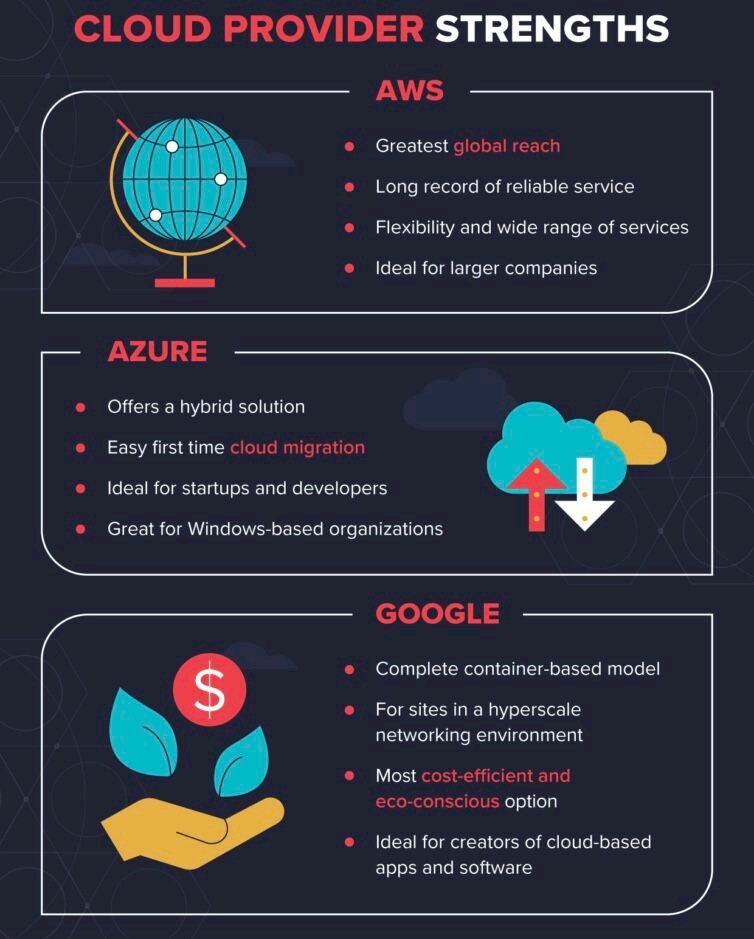 CLOUD PROVIDER STRENGTHS
AWS
Greatest global reach
Long record of reliable service
Flexibility and wide range of services
Ideal for larger companies
AZURE
Offers a hybrid solution
Easy first time cloud migration
Ideal for startups and developers
Great for Windows-based organizations
GOOGLE
$
Complete container-based model
For sites in a hyperscale
networking environment
Most cost-efficient and
eco-conscious option
Ideal for creators of cloud-based
apps and software